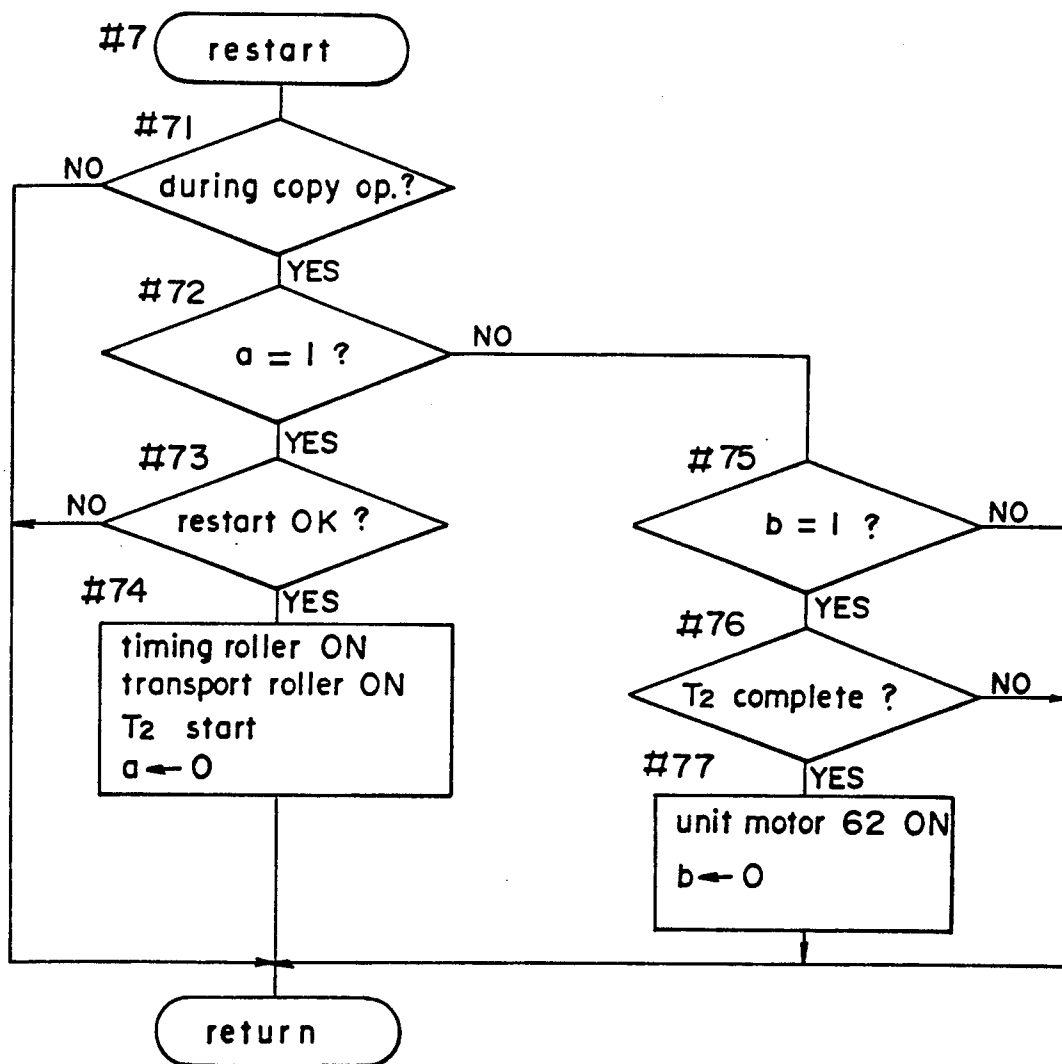 #7
restart
#71
NO
during copy op.?
YES
#72
NO
a = 1 ?
YES
#73
#75
NO
restart OK ?
b = 1 ?
NO
#74
YES
YES
#76
timing roller ON
transport roller ON
T2 start
a ← 0
T2 complete ?
NO
#77
YES
unit motor 62 ON
b ← 0
return